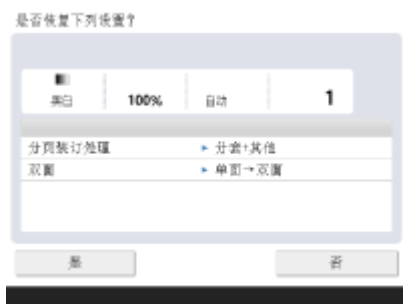 是否恢复下列设置?
黑白 100% 自动 1
分页装订处理 ▸ 分套+其他
双面 ▸ 单面→双面
是 否